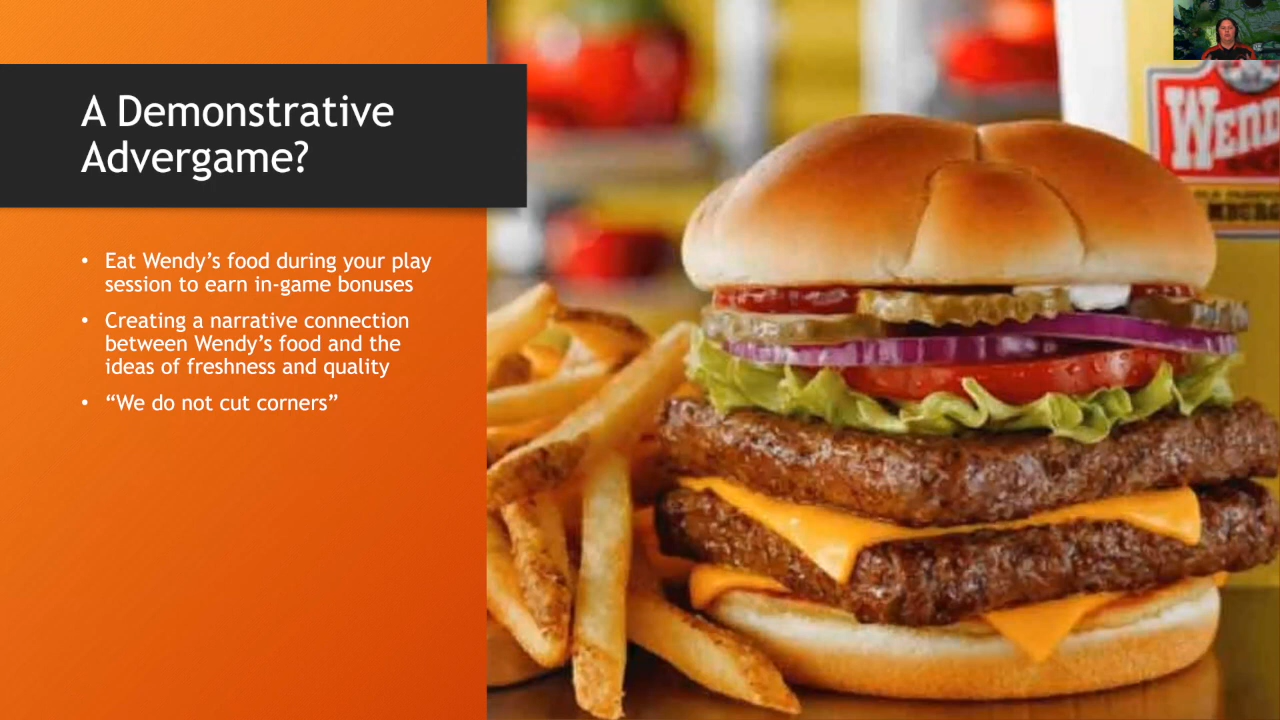 A Demonstrative
Advergame?
• Eat Wendy’s food during your play
session to earn in-game bonuses
• Creating a narrative connection
between Wendy’s food and the
ideas of freshness and quality
• “We do not cut corners”